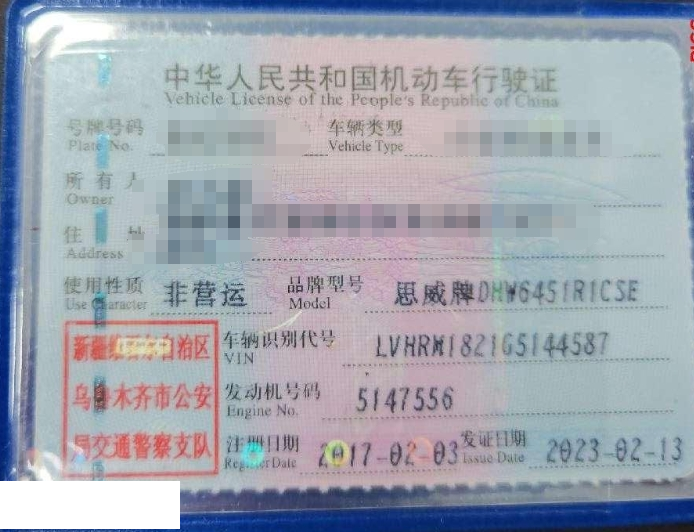 中华人民共和国机动车行驶证
Vehicle License of the People's Republic of China
号牌号码 车辆类型
Plate No. Vehicle Type
所有人
Owner
住址
Address
使用性质 非营运 品牌型号 思威牌DHW6451R1CSE
Use Character Model
新疆维吾尔自治区
乌鲁木齐市公安
局交通警察支队
车辆识别代号 LVHRM1821G5144587
VIN
发动机号码 5147556
Engine No.
注册日期 2017-02-03 发证日期 2023-02-13
Register Date Issue Date